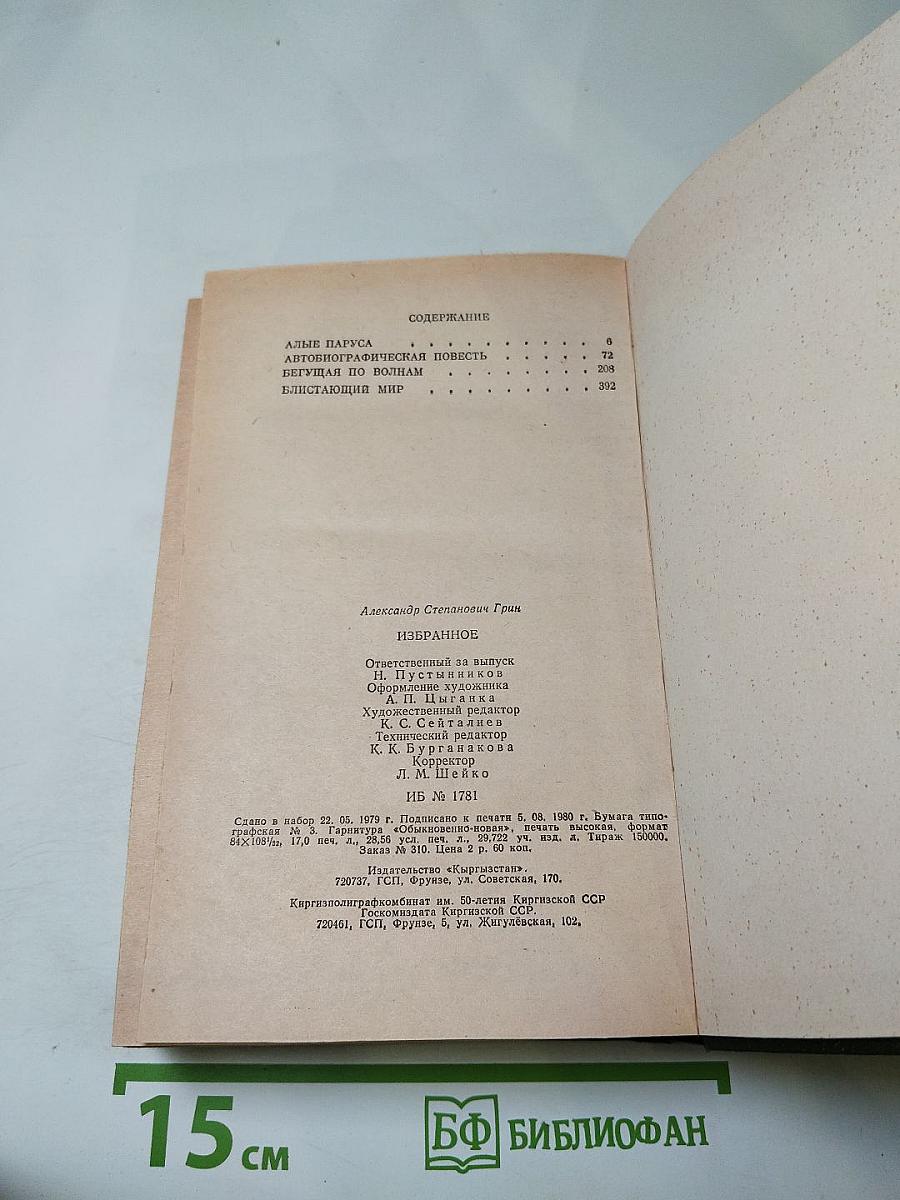 СОДЕРЖАНИЕ
АЛЫЕ ПАРУСА . . . . . . . . . . 6
АВТОБИОГРАФИЧЕСКАЯ ПОВЕСТЬ . . . . . 72
БЕГУЩАЯ ПО ВОЛНАМ . . . . . . . . 208
БЛИСТАЮЩИЙ МИР . . . . . . . . . 392
Александр Степанович Грин
ИЗБРАННОЕ
Ответственный за выпуск
Н. Пустынников
Оформление художника
А. П. Цыганка
Художественный редактор
К. С. Сейталиев
Технический редактор
К. К. Бурганакова
Корректор
Л. М. Шейко
ИБ № 1781
Сдано в набор 22. 05. 1979 г. Подписано к печати 5. 08. 1980 г. Бумага типо-
графская № 3. Гарнитура «Обыкновенно-новая», печать высокая, формат
84×108¹/₃₂, 17,0 печ. л., 28,56 усл. печ. л., 29,722 уч. изд. л. Тираж 150000.
Заказ № 310. Цена 2 р. 60 коп.
Издательство «Кыргызстан».
720737, ГСП, Фрунзе, ул. Советская, 170.
Киргизполиграфкомбинат им. 50-летия Киргизской ССР
Госкомиздата Киргизской ССР.
720461, ГСП, Фрунзе, 5, ул. Жигулёвская, 102.
15 см
БФ БИБЛИОФАН